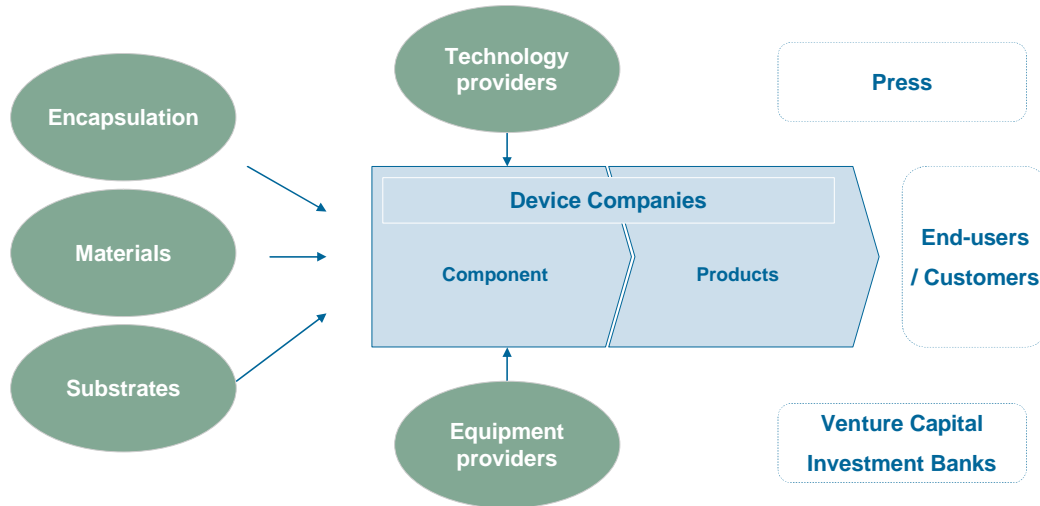 Technology
providers
Press
Encapsulation
Device Companies
Materials
Component
Products
End-users
/ Customers
Substrates
Equipment
providers
Venture Capital
Investment Banks